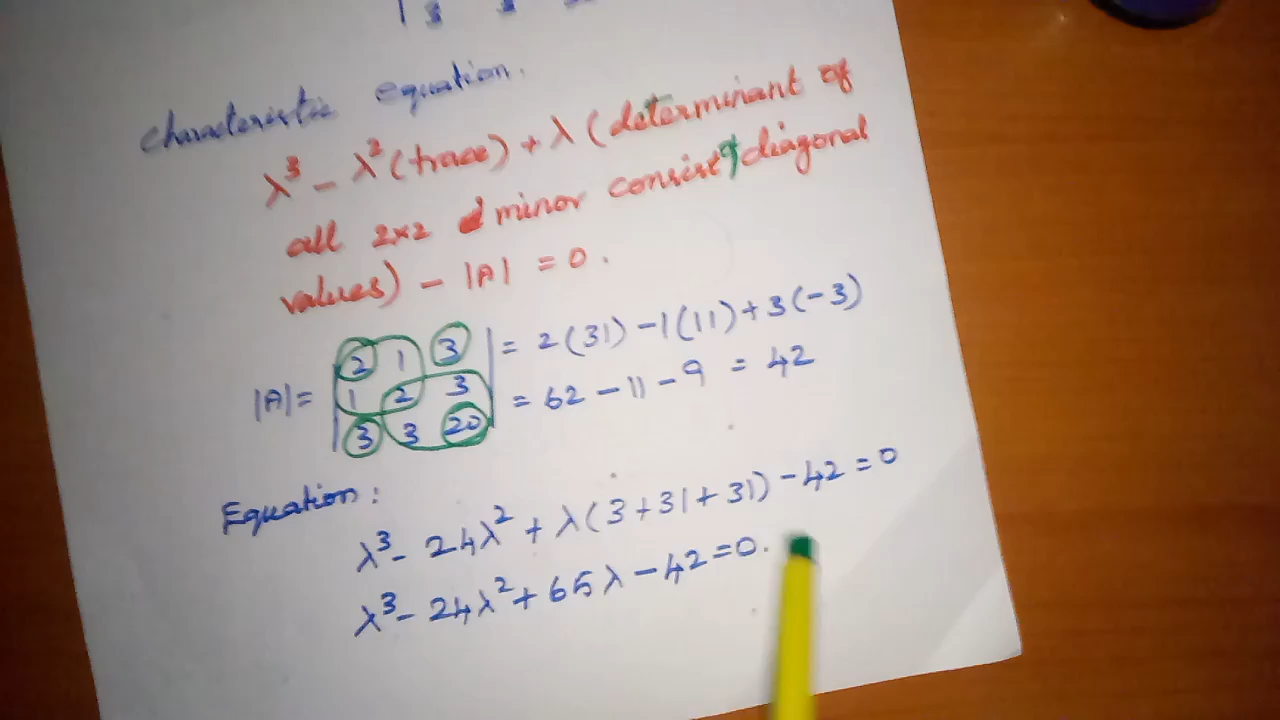 characteristic equation.
λ³ - λ²(trace) + λ (determinant of
all 2x2 minor consist of diagonal
values) - |A| = 0.
|A| = | 2 1 3 | = 2(31) -1(11) + 3(-3)
1 2 3 = 62 - 11 - 9 = 42
3 3 20
Equation:
λ³ - 24λ² + λ(3+31+31) - 42 = 0
λ³ - 24λ² + 65λ - 42 = 0.